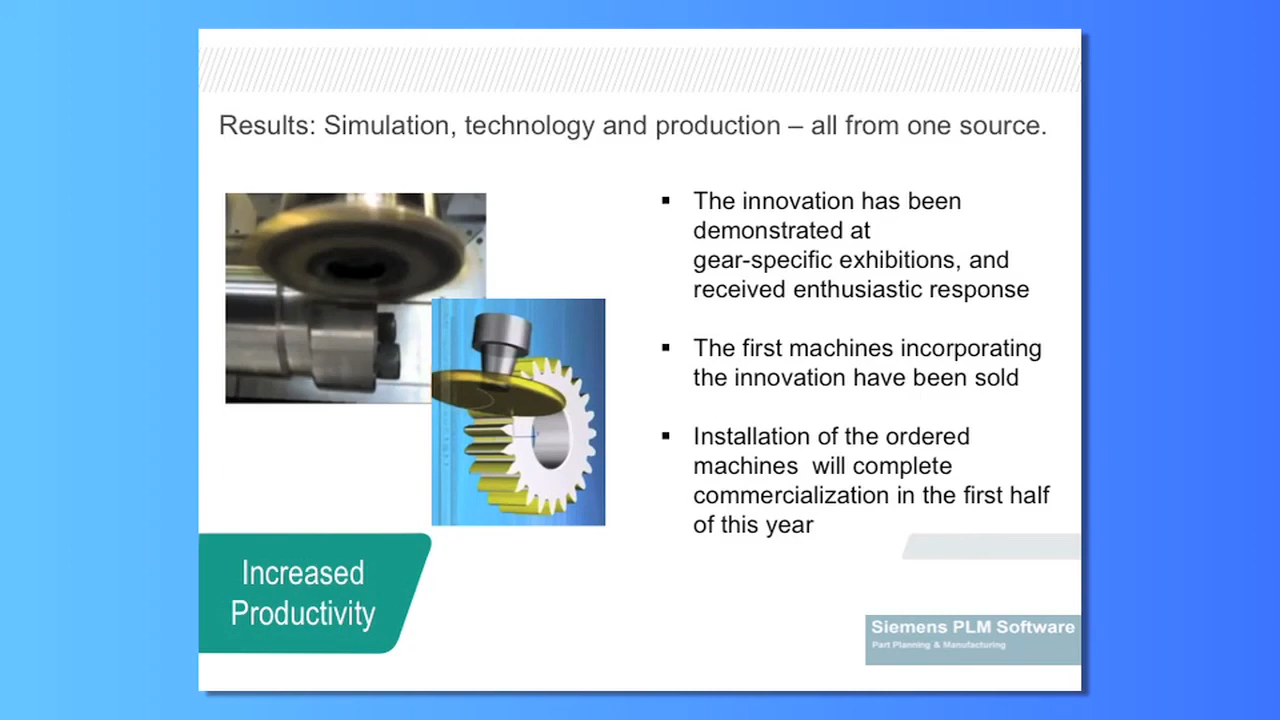 Results: Simulation, technology and production – all from one source.
▪ The innovation has been
demonstrated at
gear-specific exhibitions, and
received enthusiastic response
▪ The first machines incorporating
the innovation have been sold
▪ Installation of the ordered
machines  will complete
commercialization in the first half
of this year
Increased
Productivity
Siemens PLM Software
Part Planning & Manufacturing